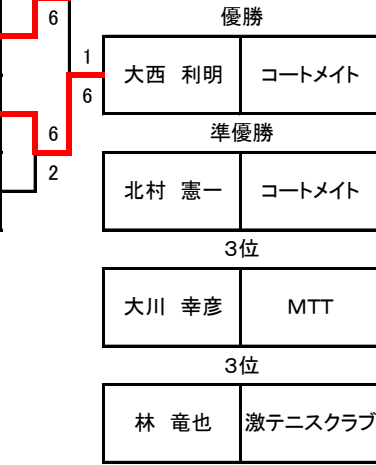 6
優勝
1
大西 利明 コートメイト
6
準優勝
6
2
北村 憲一 コートメイト
3位
大川 幸彦 MTT
3位
林 竜也 激テニスクラブ